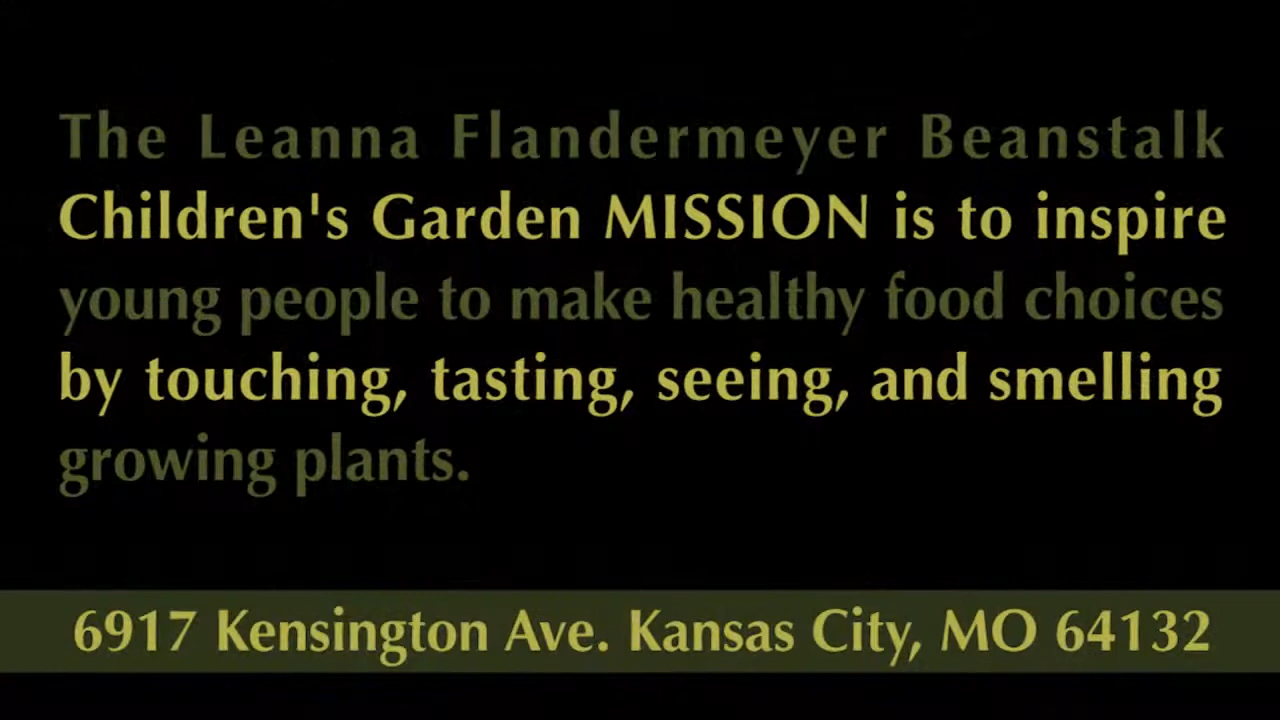 The Leanna Flandermeyer Beanstalk
Children's Garden MISSION is to inspire
young people to make healthy food choices
by touching, tasting, seeing, and smelling
growing plants.
6917 Kensington Ave. Kansas City, MO 64132